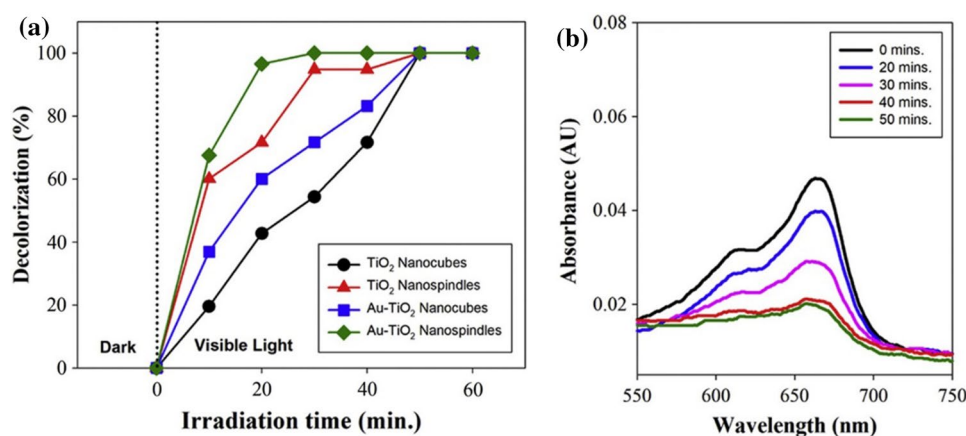 (a)
Decolorization (%)
100
80
60
40
20
0
Dark
Visible Light
TiO₂ Nanocubes
TiO₂ Nanospindles
Au-TiO₂ Nanocubes
Au-TiO₂ Nanospindles
0 20 40 60
Irradiation time (min.)
(b)
Absorbance (AU)
0.08
0.06
0.04
0.02
0 mins.
20 mins.
30 mins.
40 mins.
50 mins.
550 600 650 700 750
Wavelength (nm)